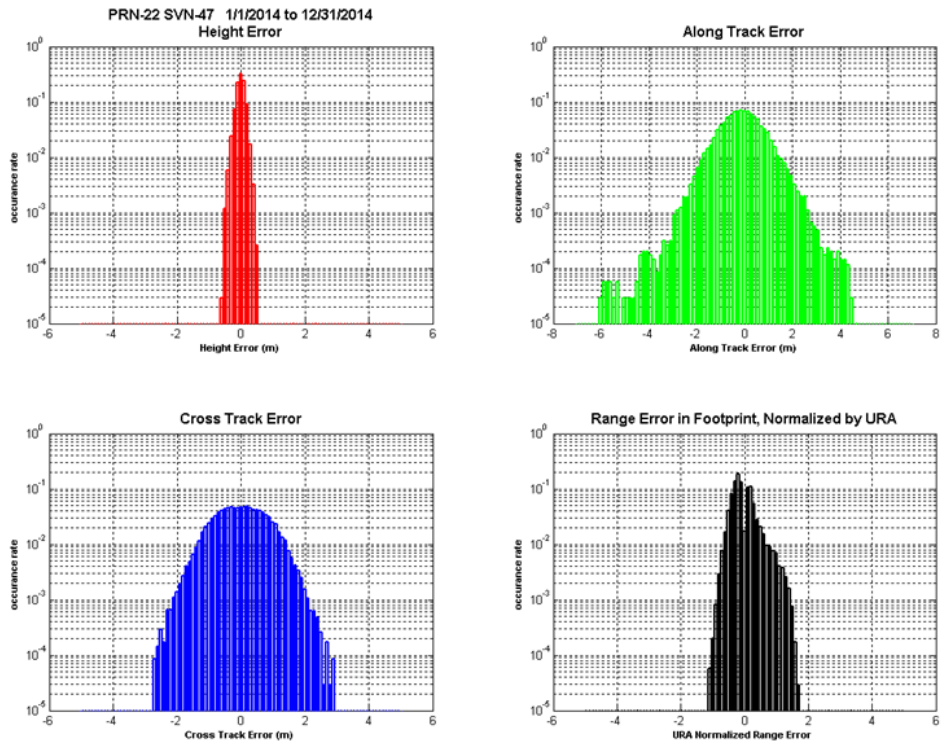 PRN-22 SVN-47 1/1/2014 to 12/31/2014
Height Error
10^0
10^-1
10^-2
10^-3
10^-4
10^-5
occurance rate
-6 -4 -2 0 2 4 6
Height Error (m)
Along Track Error
10^0
10^-1
10^-2
10^-3
10^-4
10^-5
occurance rate
-8 -6 -4 -2 0 2 4 6 8
Along Track Error (m)
Cross Track Error
10^0
10^-1
10^-2
10^-3
10^-4
10^-5
occurance rate
-6 -4 -2 0 2 4 6
Cross Track Error (m)
Range Error in Footprint, Normalized by URA
10^0
10^-1
10^-2
10^-3
10^-4
10^-5
occurance rate
-6 -4 -2 0 2 4 6
URA Normalized Range Error